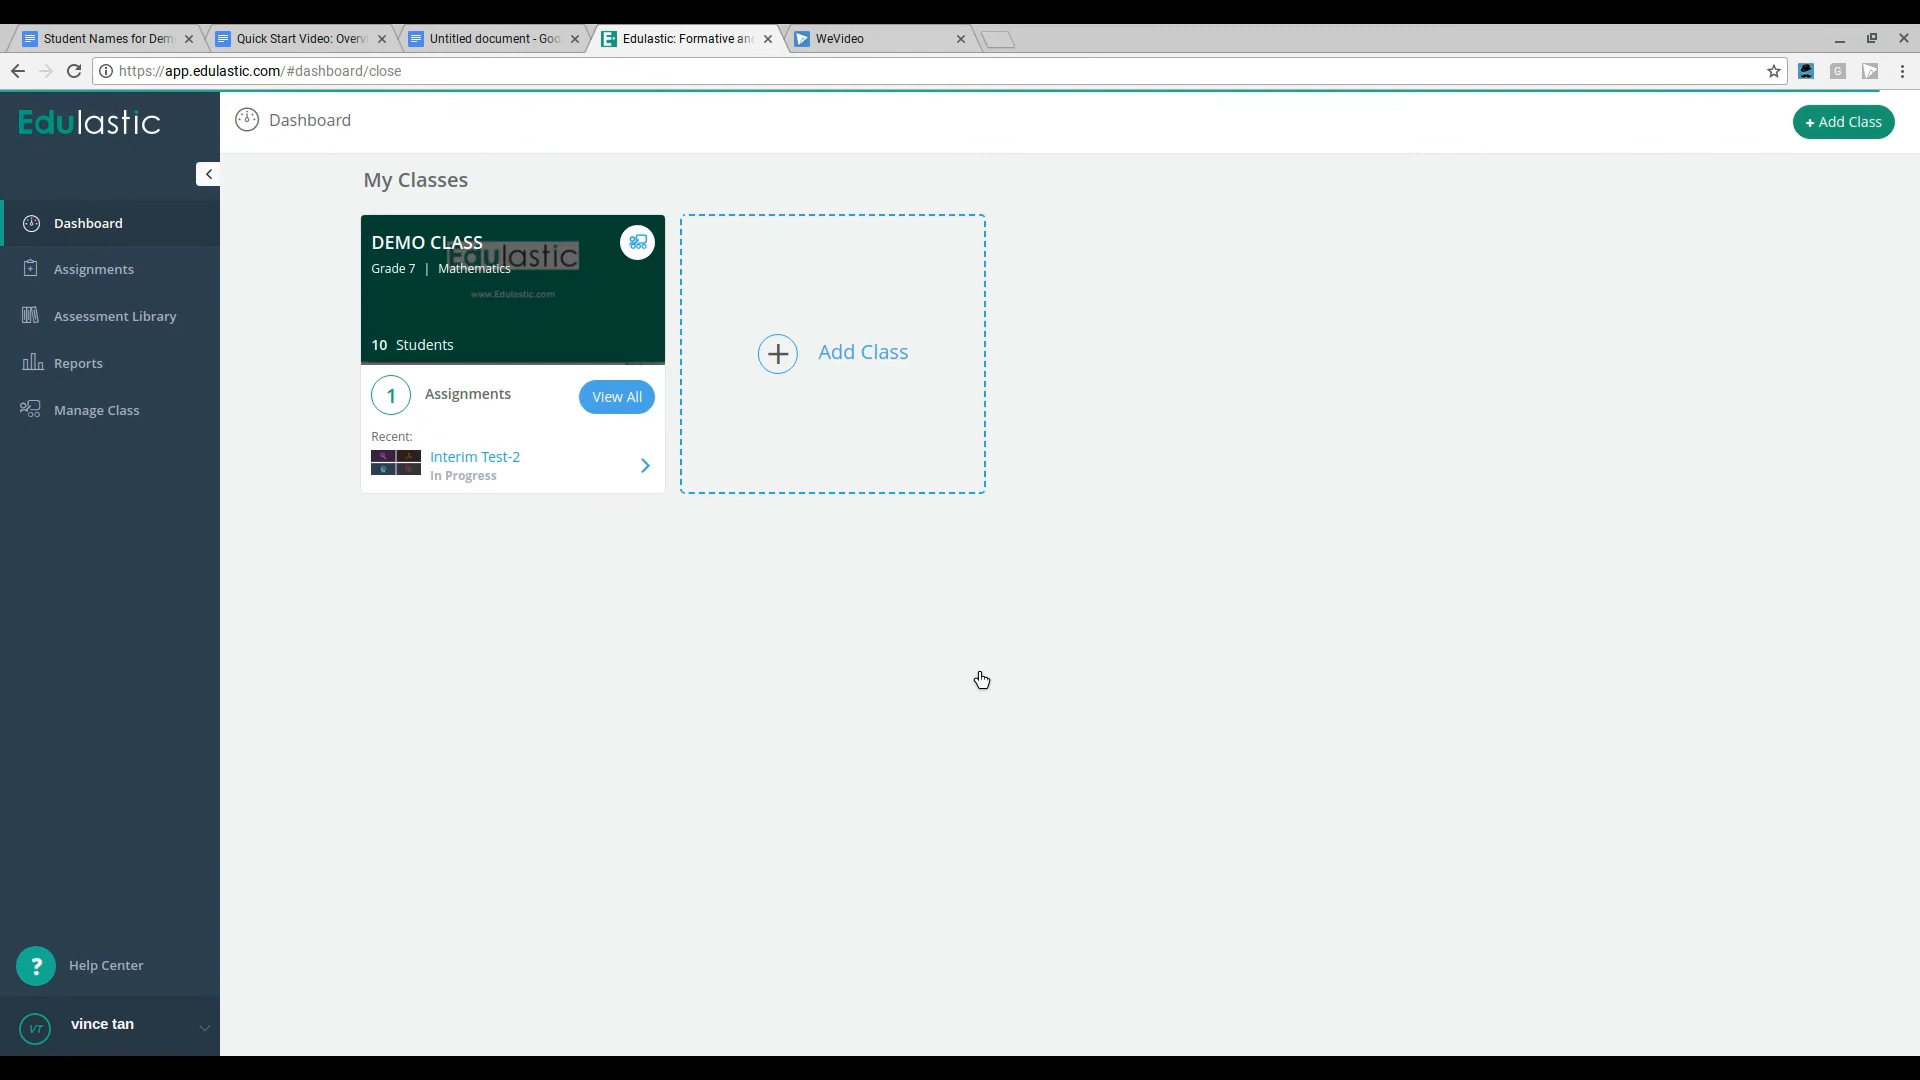 Student Names for Dem
Quick Start Video: Overvi
Untitled document - Goo
Edulastic: Formative an
WeVideo
https://app.edulastic.com/#dashboard/close
Edulastic
Dashboard
+ Add Class
My Classes
Dashboard
Assignments
Assessment Library
Reports
Manage Class
DEMO CLASS
Edulastic
Grade 7 | Mathematics
www.Edulastic.com
10 Students
1 Assignments
View All
Recent:
Interim Test-2
In Progress
Add Class
? Help Center
VT vince tan